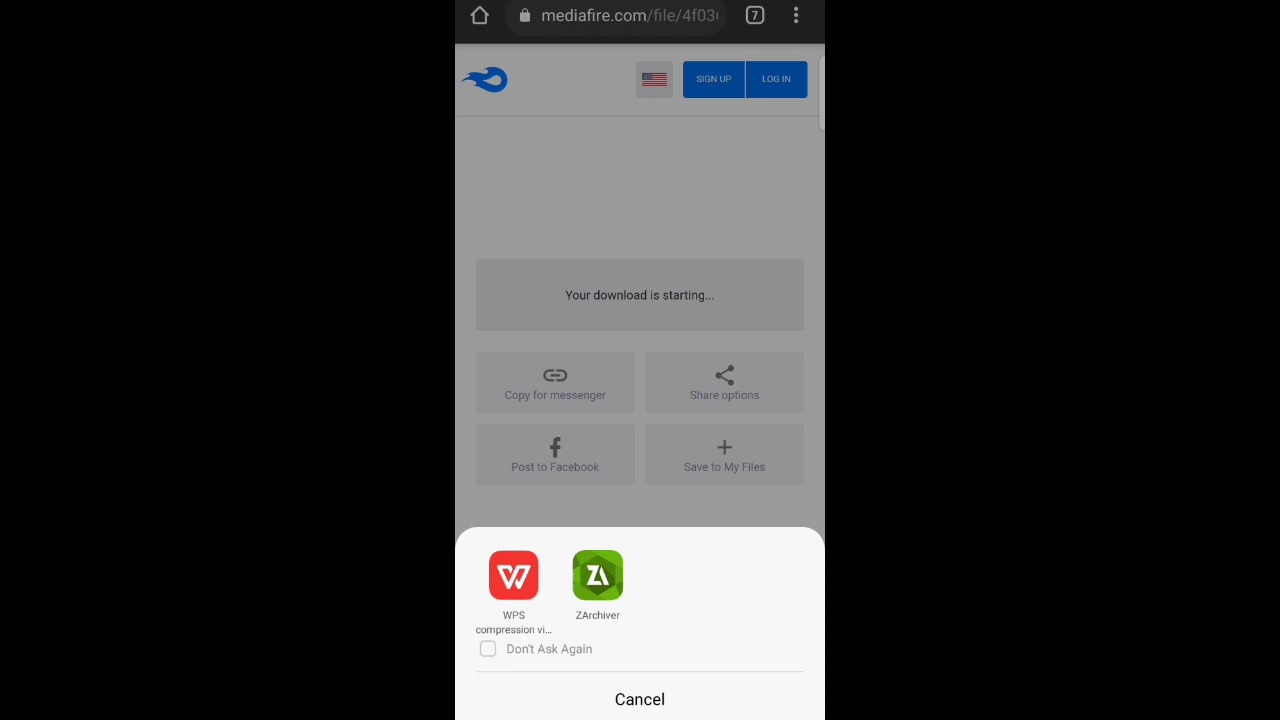 mediafire.com/file/4f03
7
SIGN UP
LOG IN
Your download is starting...
Copy for messenger
Share options
Post to Facebook
Save to My Files
WPS
compression vi...
ZArchiver
Don't Ask Again
Cancel